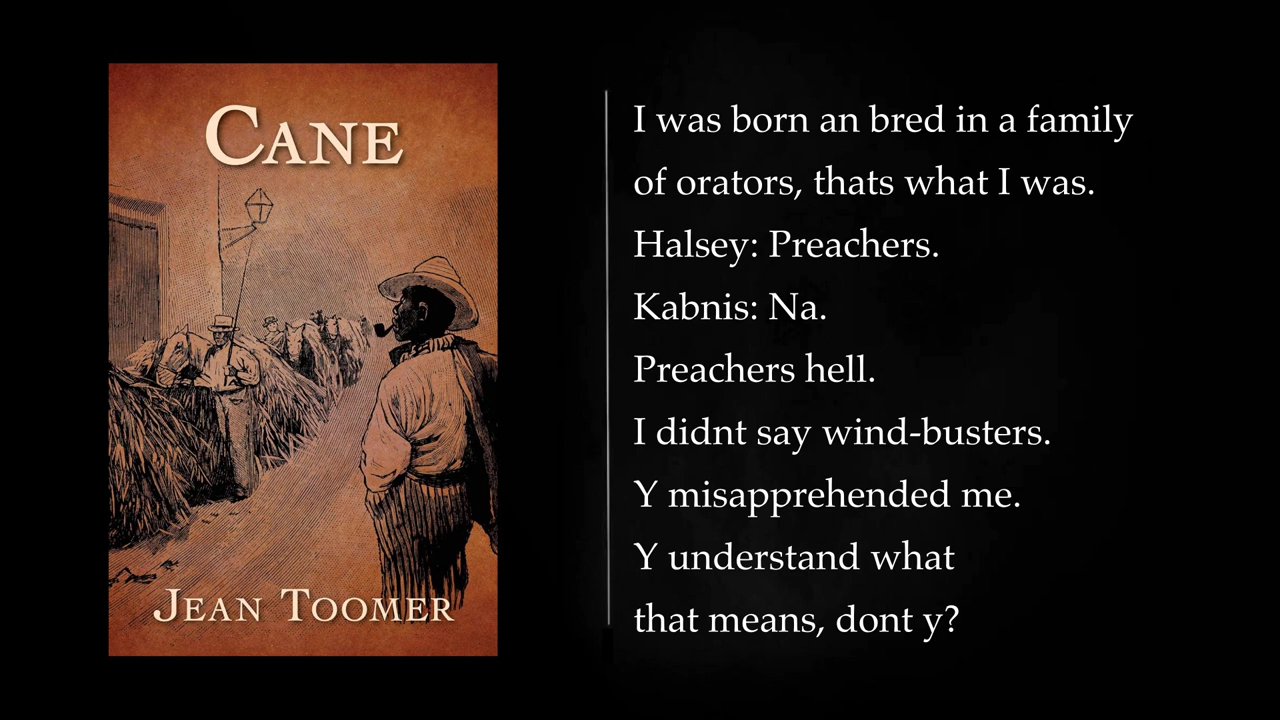 CANE
JEAN TOOMER
I was born an bred in a family
of orators, thats what I was.
Halsey: Preachers.
Kabnis: Na.
Preachers hell.
I didnt say wind-busters.
Y misapprehended me.
Y understand what
that means, dont y?